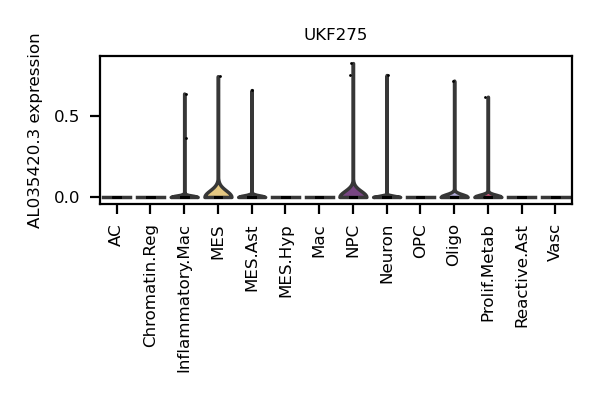 UKF275
AL035420.3 expression
0.5
0.0
AC
Chromatin.Reg
Inflammatory.Mac
MES
MES.Ast
MES.Hyp
Mac
NPC
Neuron
OPC
Oligo
Prolif.Metab
Reactive.Ast
Vasc